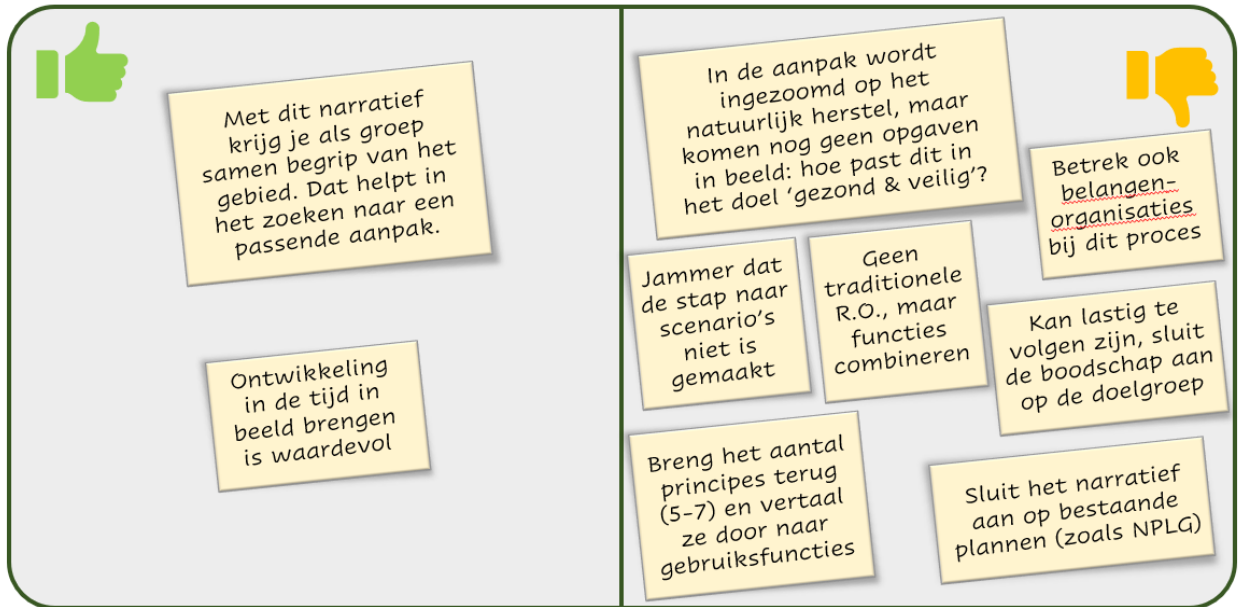 Met dit narratief
krijg je als groep
samen begrip van het
gebied. Dat helpt in
het zoeken naar een
passende aanpak.
Ontwikkeling
in de tijd in
beeld brengen
is waardevol
In de aanpak wordt
ingezoomd op het
natuurlijk herstel, maar
komen nog geen opgaven
in beeld: hoe past dit in
het doel ‘gezond & veilig’?
Betrek ook
belangen-
organisaties
bij dit proces
Jammer dat
de stap naar
scenario’s
niet is
gemaakt
Geen
traditionele
R.O., maar
functies
combineren
Kan lastig te
volgen zijn, sluit
de boodschap aan
op de doelgroep
Breng het aantal
principes terug
(5-7) en vertaal
ze door naar
gebruiksfuncties
Sluit het narratief
aan op bestaande
plannen (zoals NPLG)